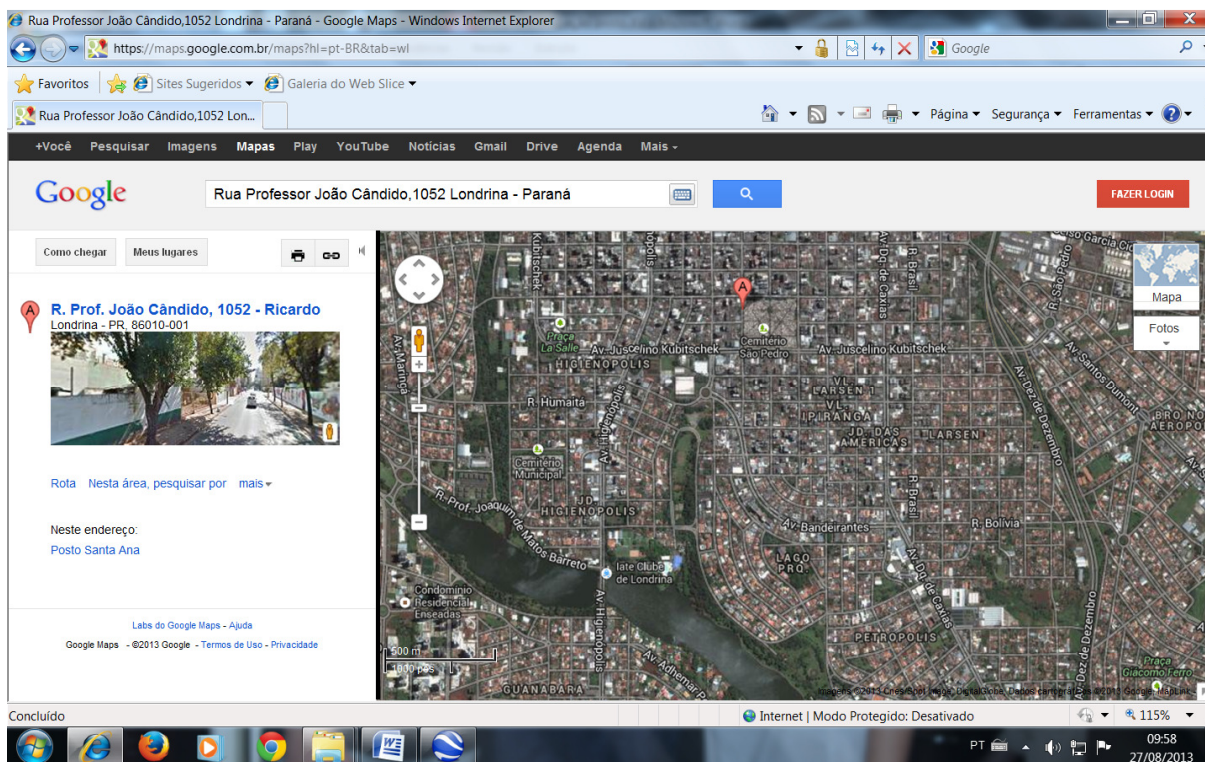 Rua Professor João Cândido,1052 Londrina - Paraná - Google Maps - Windows Internet Explorer
https://maps.google.com.br/maps?hl=pt-BR&tab=wl
Google
Favoritos Sites Sugeridos Galeria do Web Slice
Rua Professor João Cândido,1052 Lon...
Página Segurança Ferramentas
+Você Pesquisar Imagens Mapas Play YouTube Notícias Gmail Drive Agenda Mais
Google
Rua Professor João Cândido,1052 Londrina - Paraná
FAZER LOGIN
Como chegar Meus lugares
A
R. Prof. João Cândido, 1052 - Ricardo
Londrina - PR, 86010-001
Rota Nesta área, pesquisar por mais
Neste endereço:
Posto Santa Ana
Labs do Google Maps - Ajuda
Google Maps - ©2013 Google - Termos de Uso - Privacidade
Kubitschek
Av. Dq. de Caxias
R. Brasil
R. São Pedro
Mapa
Fotos
A
Praça
La Salle
Av. Juscelino Kubitschek
Cemitério
São Pedro
Av. Juscelino Kubitschek
HIGIENOPOLIS
Av. Maringá
Av. Santos Dumont
VL.
LARSEN 1
R. Humaitá
VL.
IPIRANGA
JD. DAS
AMERICAS
LARSEN
Av. Higienópolis
Av. Dez de Dezembro
Cemitério
Municipal
R. Prof. Joaquim de Matos Barreto
JD.
HIGIENOPOLIS
R. Brasil
Av. Bandeirantes
R. Bolívia
LAGO
PRQ.
Iate Clube
de Londrina
Condomínio
Residencial
Enseadas
Av. Higienópolis
Av. Dq. de Caxias
Av. Dez de Dezembro
PETROPOLIS
500 m
1000 pés
GUANABARA
Praça
Giacomo Ferro
Concluído
Internet | Modo Protegido: Desativado
115%
PT
09:58
27/08/2013